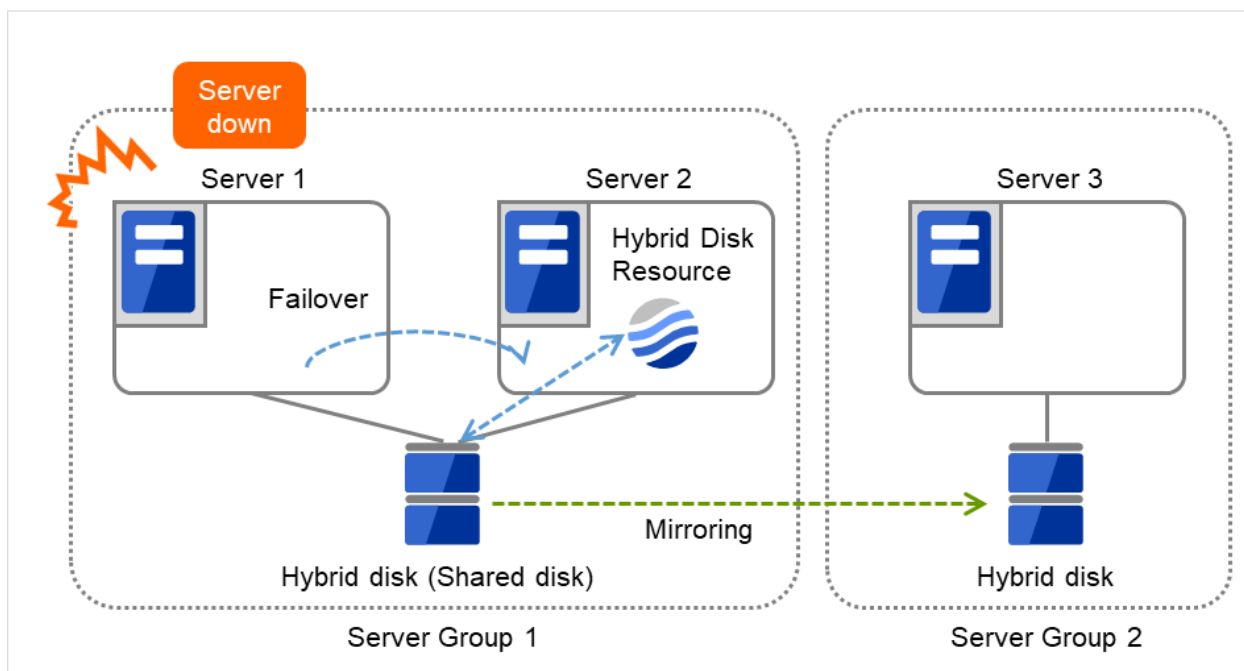 Server
down
Server 1
Server 2
Server 3
Hybrid Disk
Resource
Failover
Mirroring
Hybrid disk (Shared disk)
Hybrid disk
Server Group 1
Server Group 2